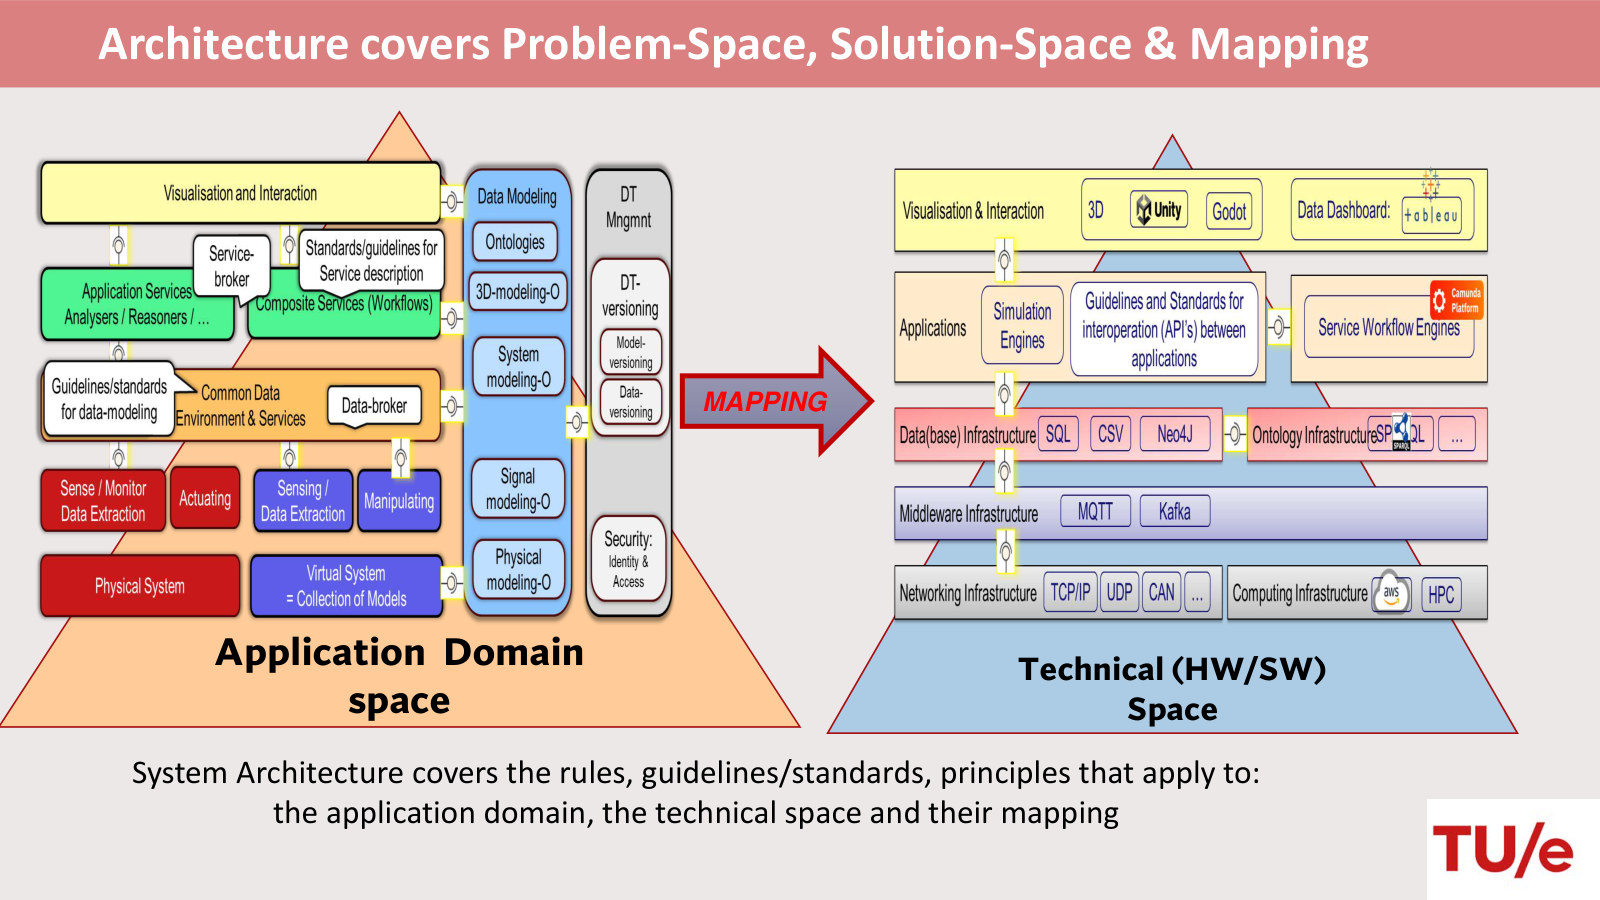 Architecture covers Problem-Space, Solution-Space & Mapping
Visualisation and Interaction
Service-
broker
Standards/guidelines for
Service description
Application Services
Analysers / Reasoners / ...
Composite Services (Workflows)
Guidelines/standards
for data-modeling
Common Data
Environment & Services
Data-broker
Sense / Monitor
Data Extraction
Actuating
Sensing /
Data Extraction
Manipulating
Physical System
Virtual System
= Collection of Models
Data Modeling
Ontologies
3D-modeling-O
System
modeling-O
Signal
modeling-O
Physical
modeling-O
DT
Mngmnt
DT-
versioning
Model-
versioning
Data-
versioning
Security:
Identity &
Access
Application Domain
space
MAPPING
Visualisation & Interaction
3D
Unity
Godot
Data Dashboard:
+ableau
Applications
Simulation
Engines
Guidelines and Standards for
interoperation (API's) between
applications
Service Workflow Engines
Camunda
Platform
Data(base) Infrastructure
SQL
CSV
Neo4J
Ontology Infrastructure
SPARQL
...
Middleware Infrastructure
MQTT
Kafka
Networking Infrastructure
TCP/IP
UDP
CAN
...
Computing Infrastructure
aws
HPC
Technical (HW/SW)
Space
System Architecture covers the rules, guidelines/standards, principles that apply to:
the application domain, the technical space and their mapping
TU/e